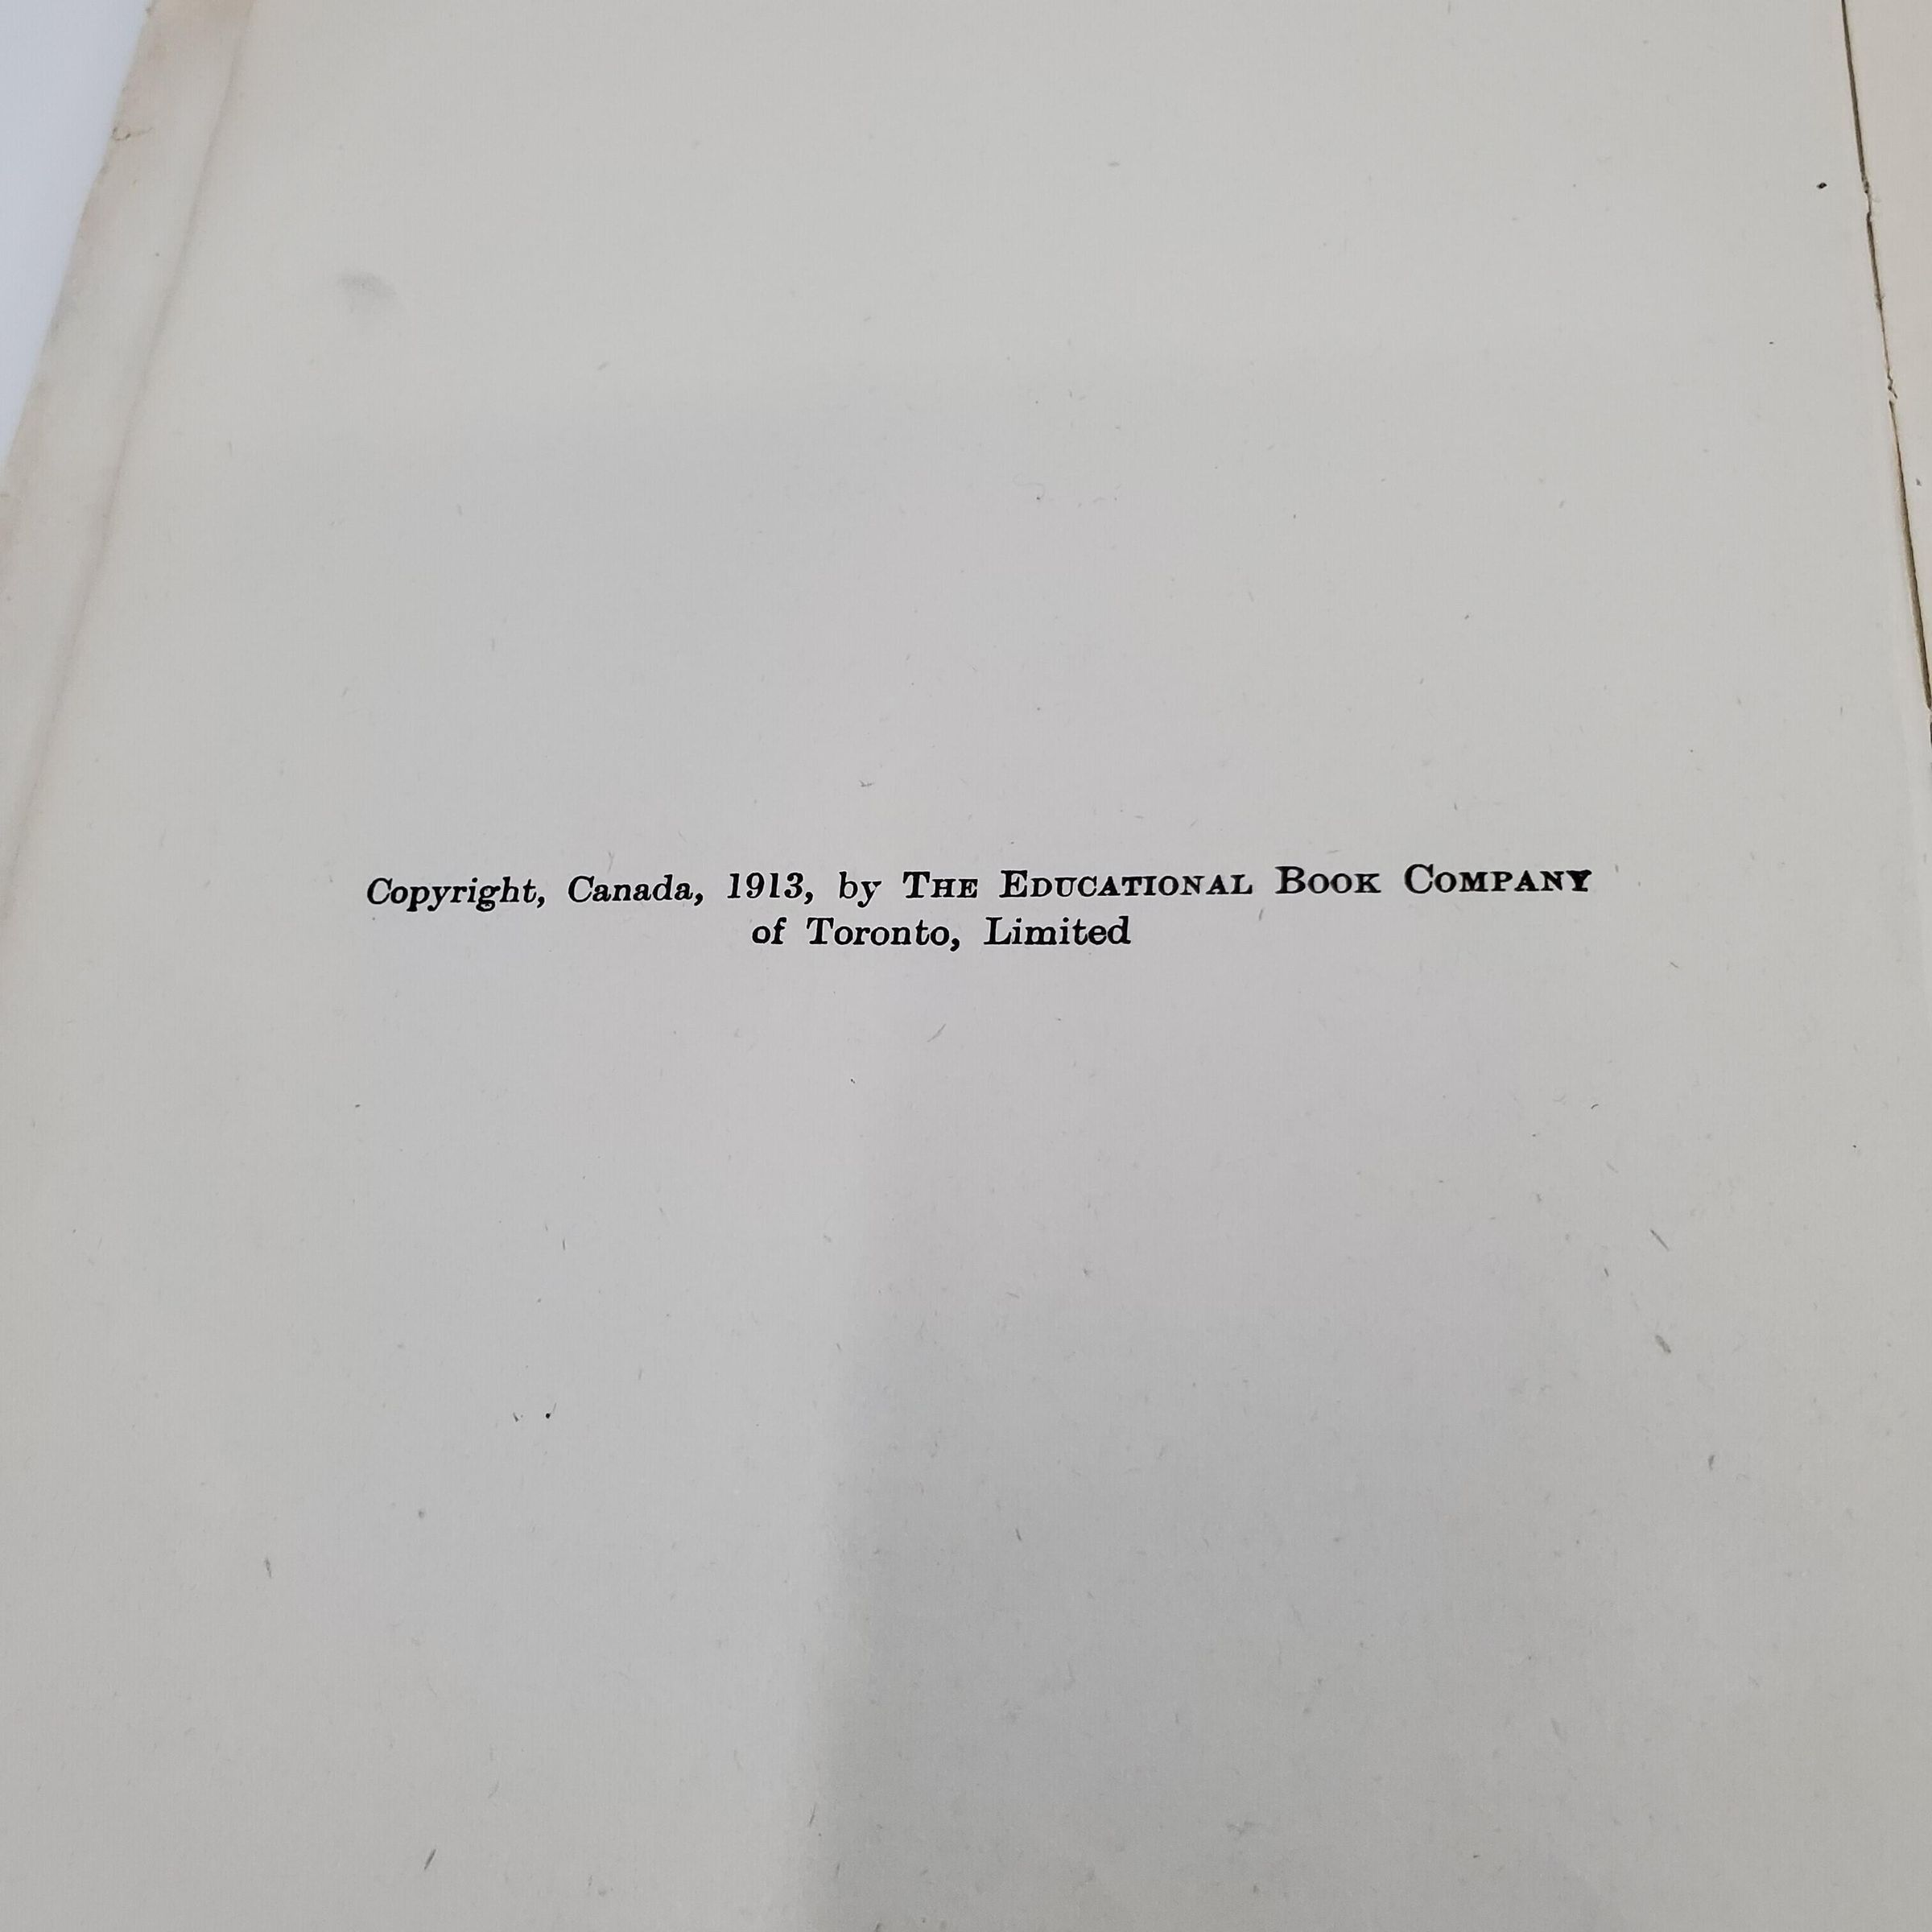 Copyright, Canada, 1913, by THE EDUCATIONAL BOOK COMPANY
of Toronto, Limited